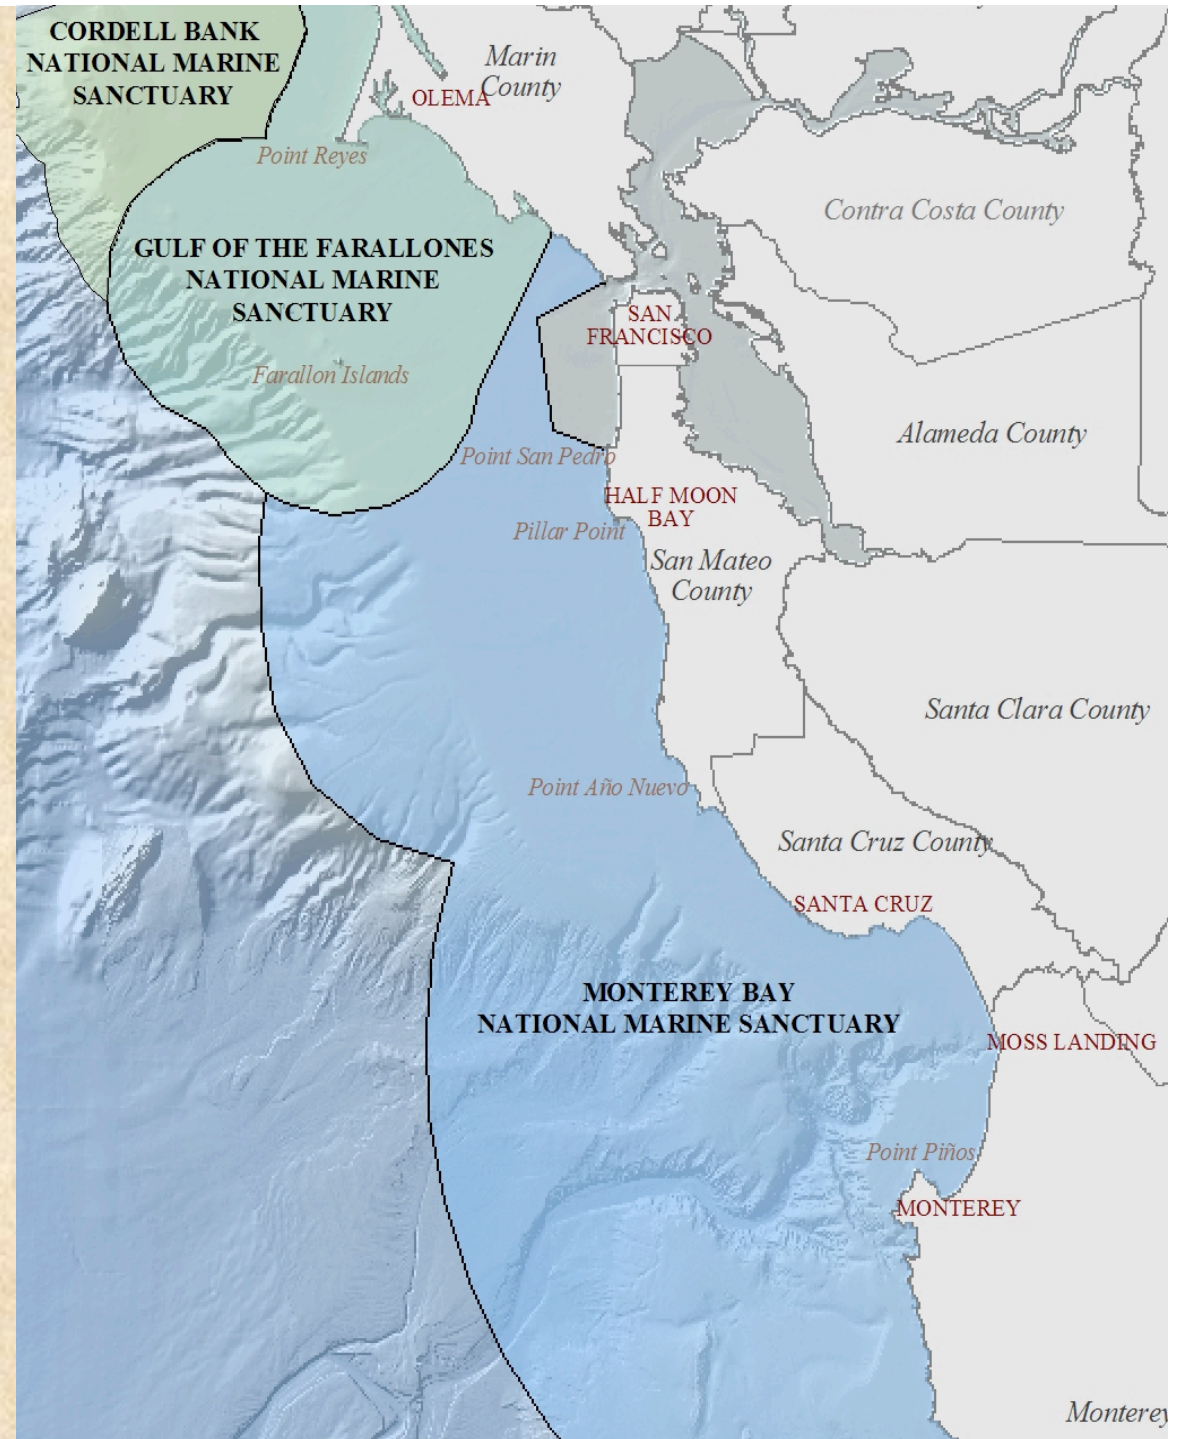 CORDELL BANK
NATIONAL MARINE
SANCTUARY
Marin
County
OLEMA
Point Reyes
Contra Costa County
GULF OF THE FARALLONES
NATIONAL MARINE
SANCTUARY
SAN
FRANCISCO
Farallon Islands
Alameda County
Point San Pedro
HALF MOON
BAY
Pillar Point
San Mateo
County
Santa Clara County
Point Año Nuevo
Santa Cruz County
SANTA CRUZ
MONTEREY BAY
NATIONAL MARINE SANCTUARY
MOSS LANDING
Point Piños
MONTEREY
Monterey